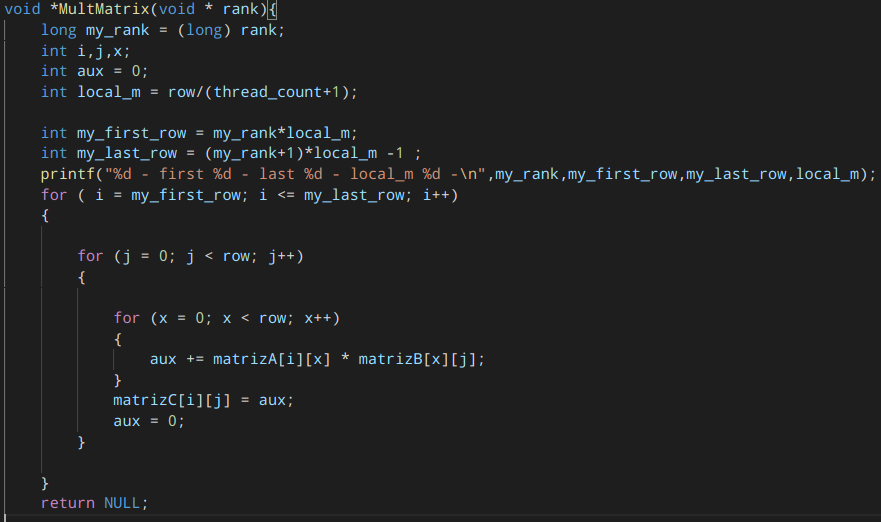 void *MultMatrix(void * rank){
long my_rank = (long) rank;
int i,j,x;
int aux = 0;
int local_m = row/(thread_count+1);
int my_first_row = my_rank*local_m;
int my_last_row = (my_rank+1)*local_m -1 ;
printf("%d - first %d - last %d - local_m %d -\n",my_rank,my_first_row,my_last_row,local_m);
for ( i = my_first_row; i <= my_last_row; i++)
{
for (j = 0; j < row; j++)
{
for (x = 0; x < row; x++)
{
aux += matrizA[i][x] * matrizB[x][j];
}
matrizC[i][j] = aux;
aux = 0;
}
}
return NULL;